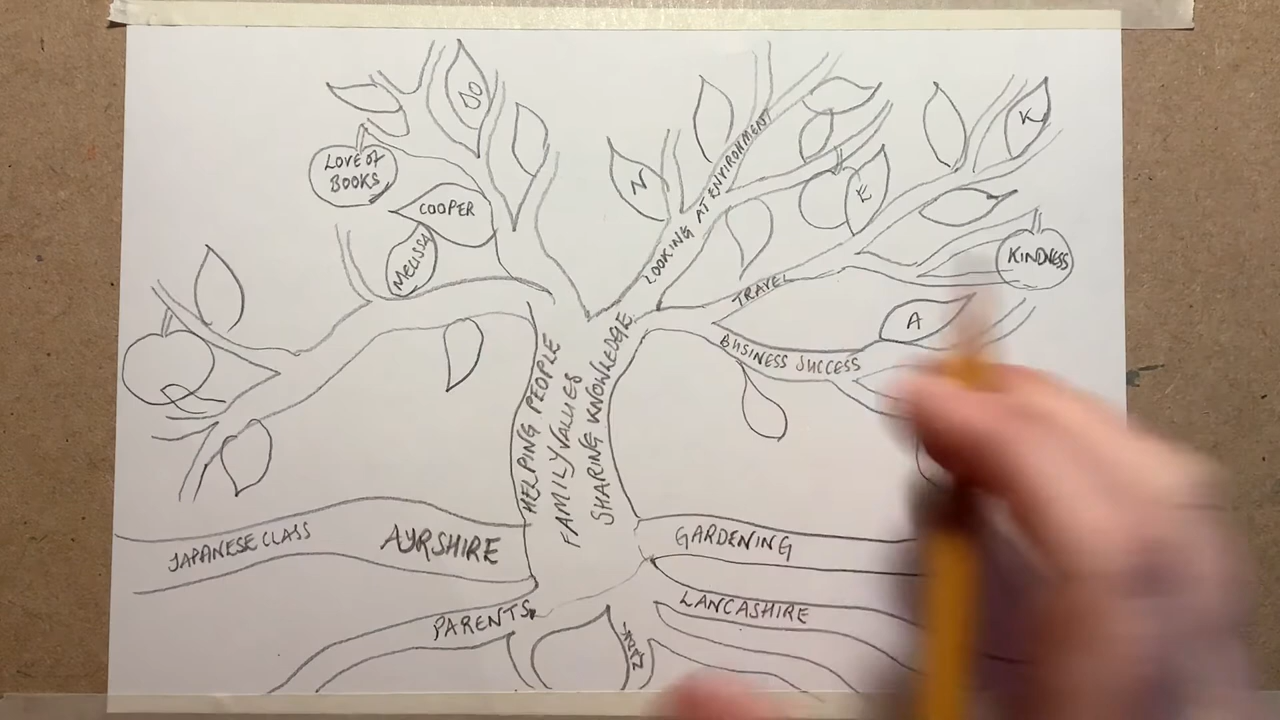 DO
K
LOVE OF
BOOKS
N
E
COOPER
MELISSA
LOOKING AT ENVIRONMENT
KINDNESS
TRAVEL
A
BUSINESS SUCCESS
HELPING PEOPLE
FAMILY VALUES
SHARING KNOWLEDGE
JAPANESE CLASS
AYRSHIRE
GARDENING
PARENTS
LANCASHIRE